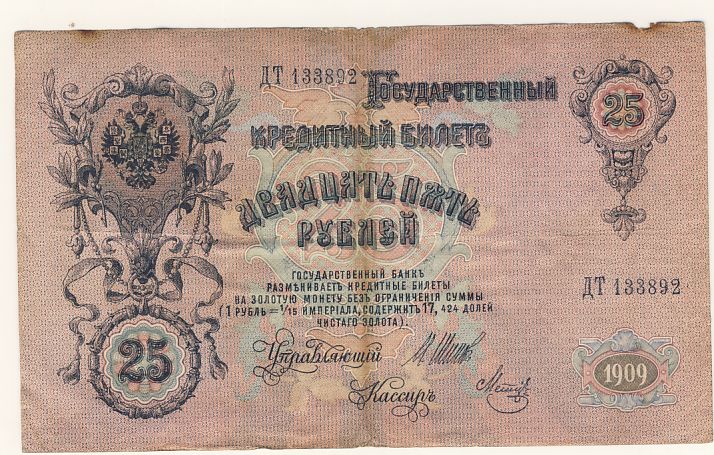 ДТ 133892
Государственный
25
Кредитный Билетъ
Двадцать пять
рублей
ГОСУДАРСТВЕННЫЙ БАНКЪ
РАЗМѢНИВАЕТЪ КРЕДИТНЫЕ БИЛЕТЫ
НА ЗОЛОТУЮ МОНЕТУ БЕЗЪ ОГРАНИЧЕНІЯ СУММЫ
(1 РУБЛЬ = 1/15 ИМПЕРІАЛА, СОДЕРЖИТЪ 17,424 ДОЛЕЙ
ЧИСТАГО ЗОЛОТА).
ДТ 133892
Управляющий
25
Кассиръ
1909